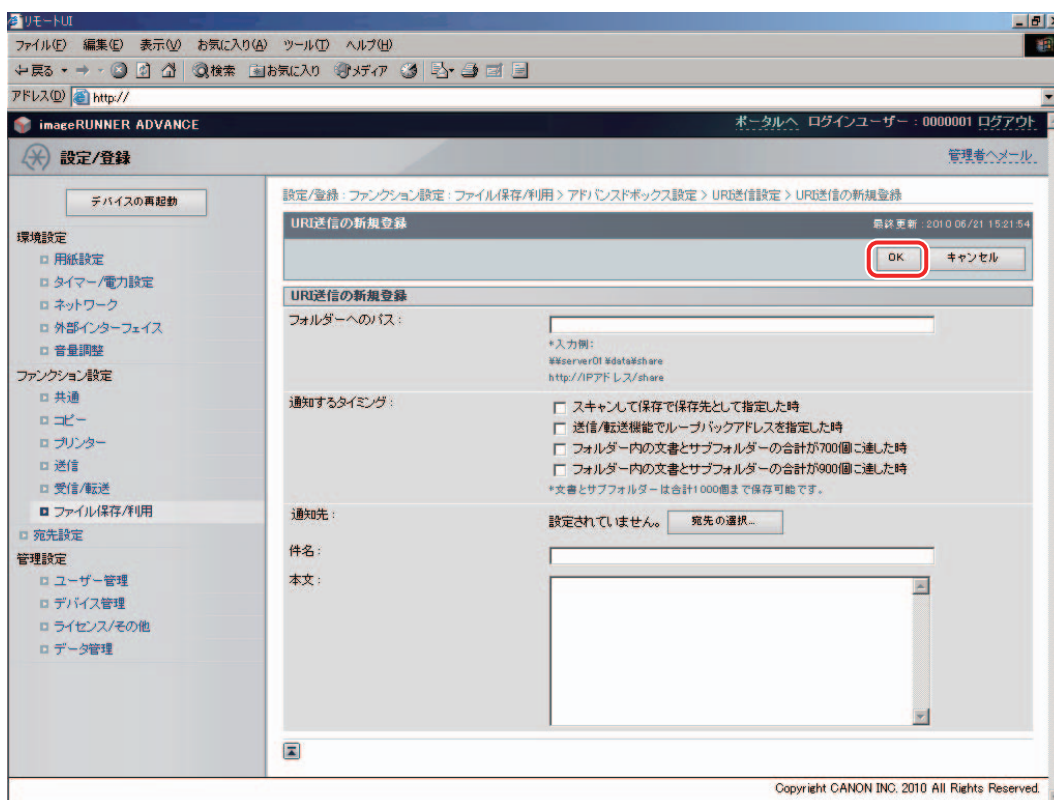 リモートUI
ファイル(F) 編集(E) 表示(V) お気に入り(A) ツール(T) ヘルプ(H)
戻る 検索 お気に入り メディア
アドレス(D) http://
imageRUNNER ADVANCE ポータルへ ログインユーザー : 0000001 ログアウト
設定/登録 管理者へメール
デバイスの再起動
環境設定
用紙設定
タイマー/電力設定
ネットワーク
外部インターフェイス
音量調整
ファンクション設定
共通
コピー
プリンター
送信
受信/転送
ファイル保存/利用
宛先設定
管理設定
ユーザー管理
デバイス管理
ライセンス/その他
データ管理
設定/登録 : ファンクション設定 : ファイル保存/利用 > アドバンスドボックス設定 > URI送信設定 > URI送信の新規登録
URI送信の新規登録 最終更新 : 2010 06/21 15:21:54
OK キャンセル
URI送信の新規登録
フォルダーへのパス :
*入力例:
¥¥server01¥data¥share
http://IPアドレス/share
通知するタイミング :
スキャンして保存で保存先として指定した時
送信/転送機能でループバックアドレスを指定した時
フォルダー内の文書とサブフォルダーの合計が700個に達した時
フォルダー内の文書とサブフォルダーの合計が900個に達した時
*文書とサブフォルダーは合計1000個まで保存可能です。
通知先 : 設定されていません。 宛先の選択...
件名 :
本文 :
Copyright CANON INC. 2010 All Rights Reserved.